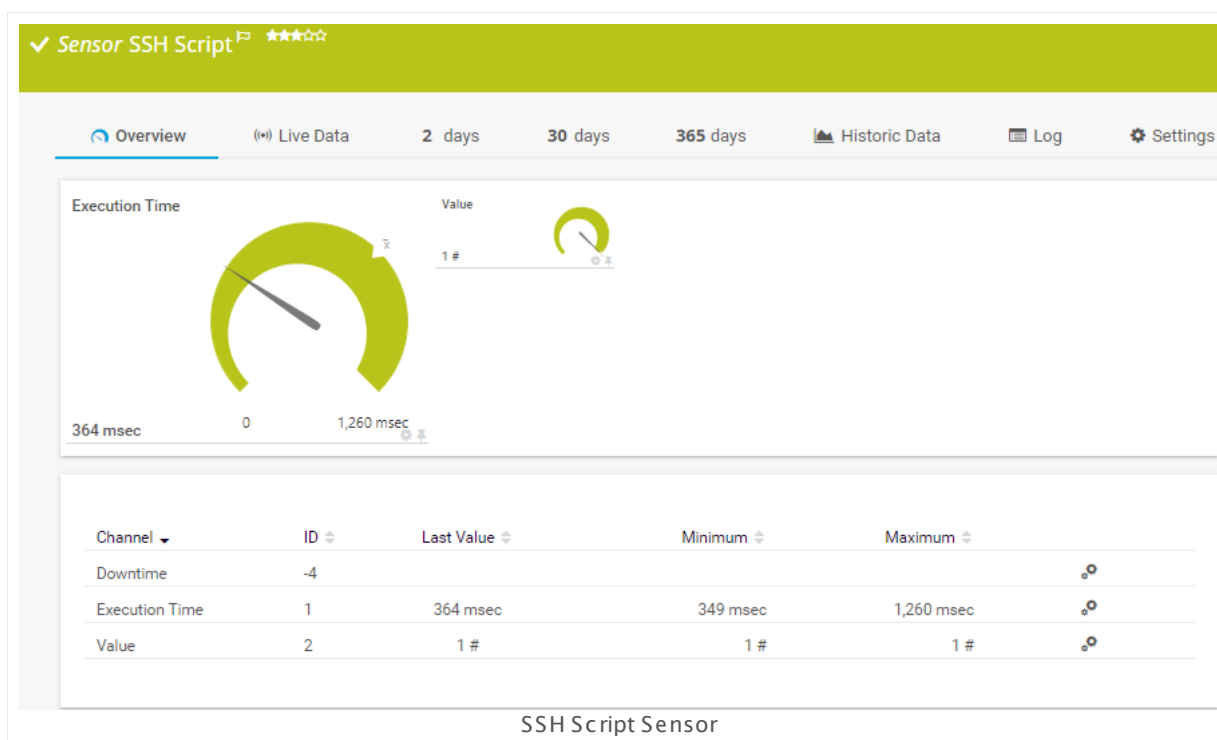 Sensor SSH Script
Overview Live Data 2 days 30 days 365 days Historic Data Log Settings
Execution Time
x̄
364 msec
0
1,260 msec
Value
1 #
Channel ID Last Value Minimum Maximum
Downtime -4
Execution Time 1 364 msec 349 msec 1,260 msec
Value 2 1 # 1 # 1 #
SSH Script Sensor